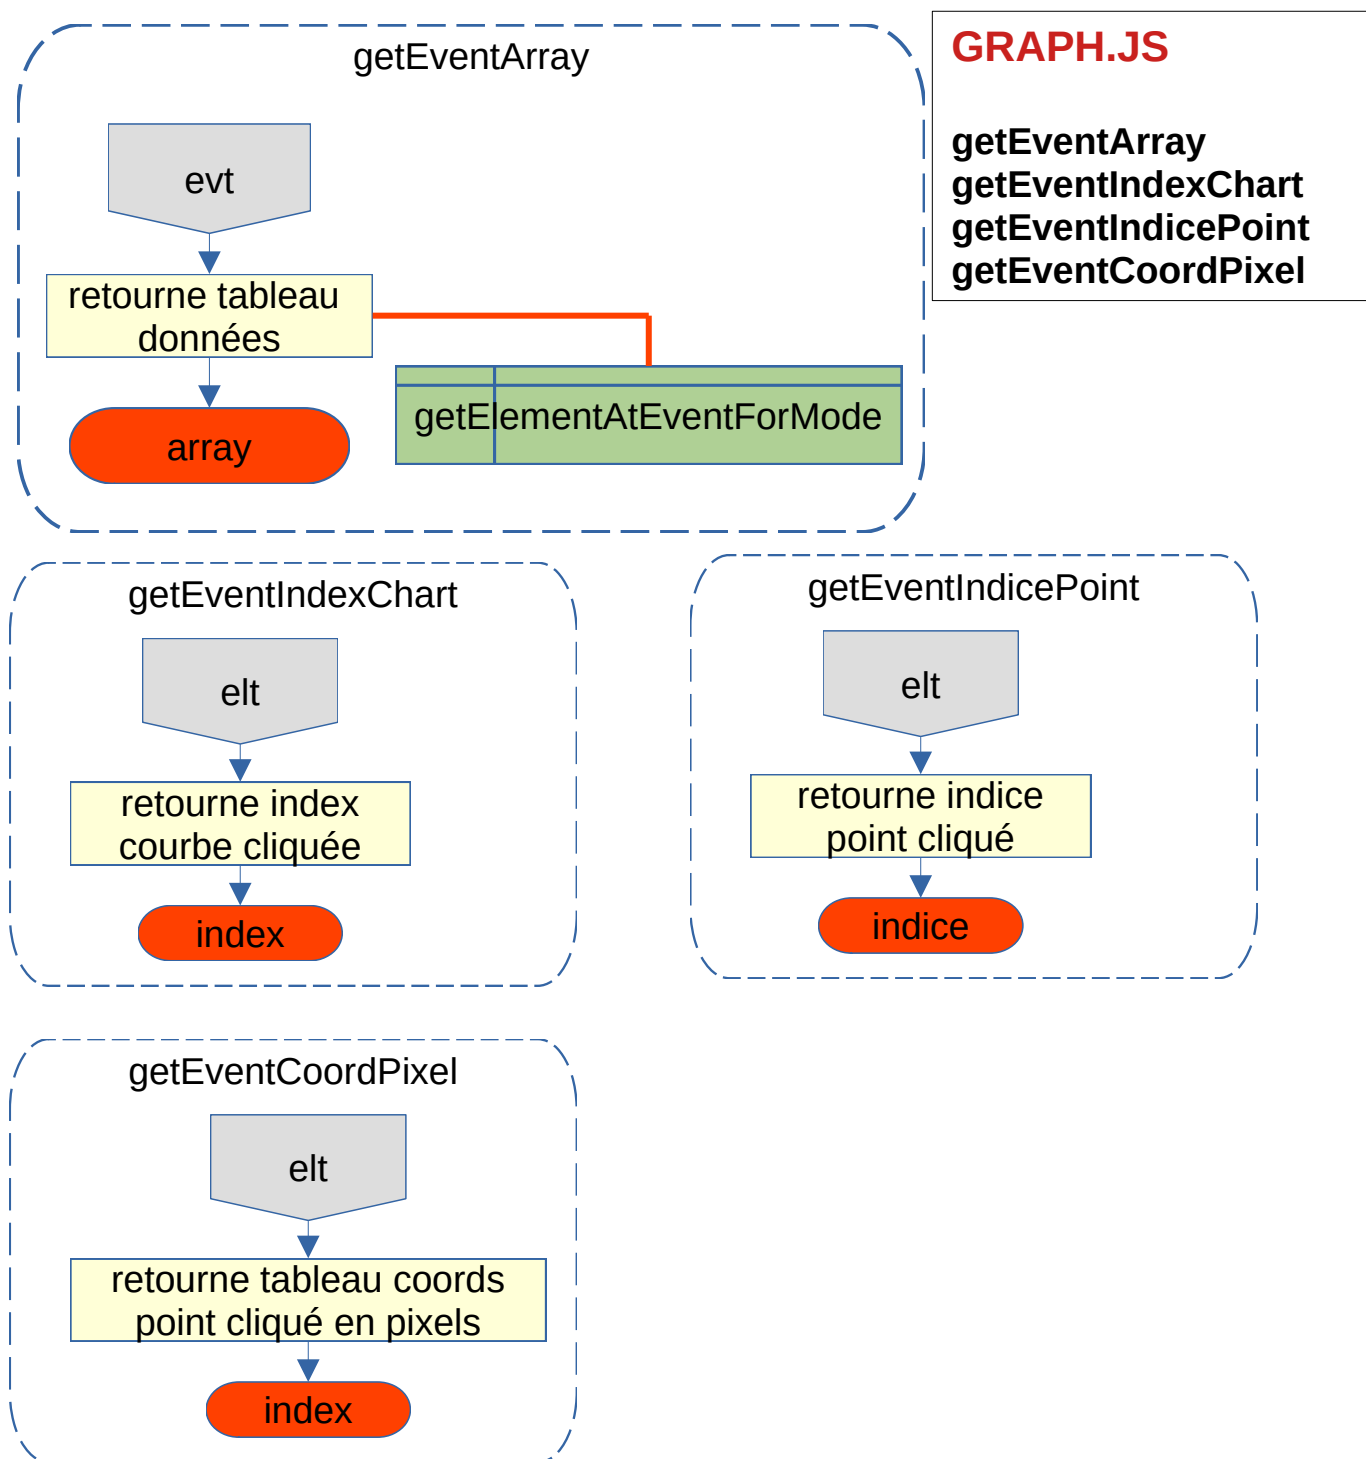 getEventArray
evt
retourne tableau
données
array
getElementAtEventForMode
GRAPH.JS
getEventArray
getEventIndexChart
getEventIndicePoint
getEventCoordPixel
getEventIndexChart
elt
retourne index
courbe cliquée
index
getEventIndicePoint
elt
retourne indice
point cliqué
indice
getEventCoordPixel
elt
retourne tableau coords
point cliqué en pixels
index